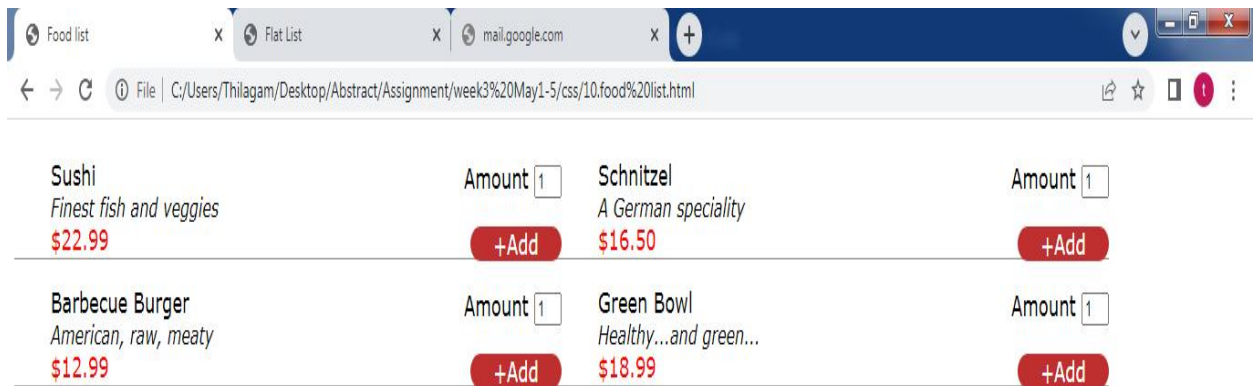 Food list
Flat List
mail.google.com
File | C:/Users/Thilagam/Desktop/Abstract/Assignment/week3%20May1-5/css/10.food%20list.html
t
Sushi Amount 1 Schnitzel Amount 1
Finest fish and veggies A German speciality
$22.99 +Add $16.50 +Add
Barbecue Burger Amount 1 Green Bowl Amount 1
American, raw, meaty Healthy...and green...
$12.99 +Add $18.99 +Add